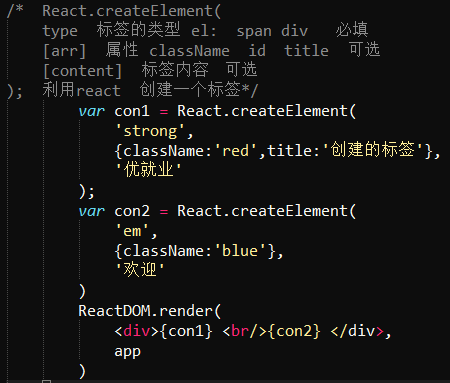 /*  React.createElement(
type  标签的类型 el:  span div   必填
[arr]  属性 className  id  title  可选
[content]  标签内容  可选
);  利用react  创建一个标签*/
var con1 = React.createElement(
'strong',
{className:'red',title:'创建的标签'},
'优就业'
);
var con2 = React.createElement(
'em',
{className:'blue'},
'欢迎'
)
ReactDOM.render(
<div>{con1} <br/>{con2} </div>,
app
)